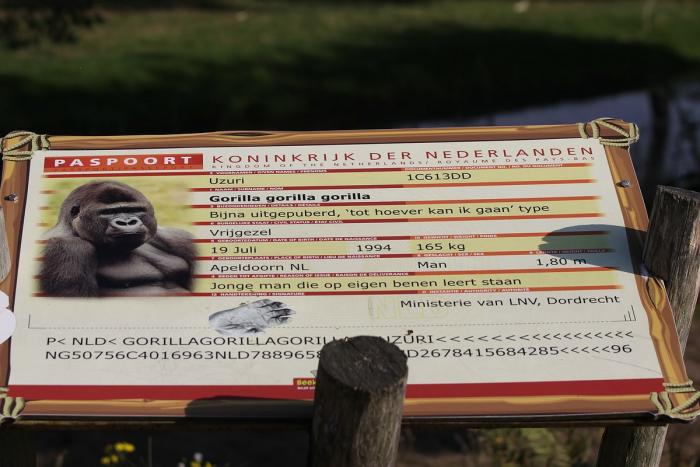 PASPOORT KONINKRIJK DER NEDERLANDEN
KINGDOM OF THE NETHERLANDS/ ROYAUME DES PAYS-BAS
Uzuri 1C613DD
Gorilla gorilla gorilla
Bijna uitgepuberd, 'tot hoever kan ik gaan' type
Vrijgezel
19 Juli 1994 165 kg
Apeldoorn NL Man 1,80 m
Jonge man die op eigen benen leert staan
Ministerie van LNV, Dordrecht
P< NLD< GORILLAGORILLAGORILL UZURI<<<<<<<<<<<<<<<
NG50756C4016963NLD7889658 D2678415684285<<<<<96